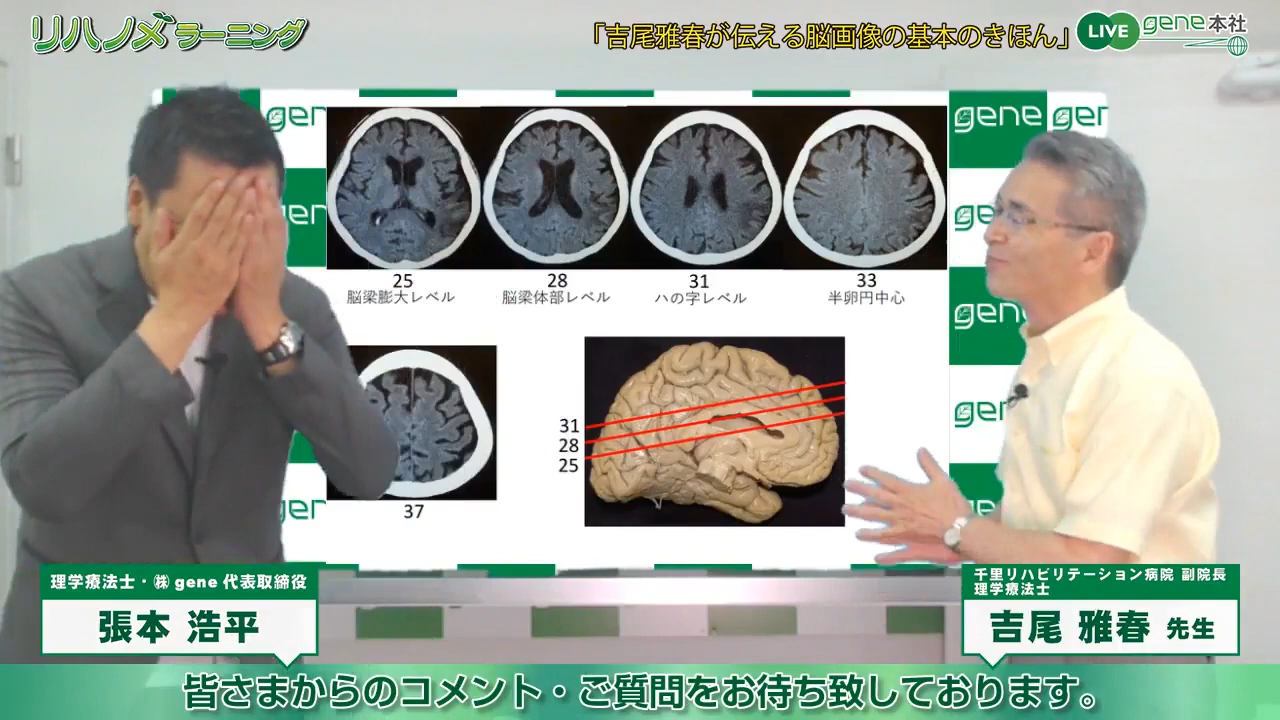 リハノメラーニング
「吉尾雅春が伝える脳画像の基本のきほん」
LIVE
gene本社
gene
gene
gene
gene
25
28
31
33
脳梁膨大レベル
脳梁体部レベル
ハの字レベル
半卵円中心
31
28
25
37
理学療法士・㈱gene代表取締役
張本 浩平
千里リハビリテーション病院 副院長
理学療法士
吉尾 雅春 先生
皆さまからのコメント・ご質問をお待ち致しております。